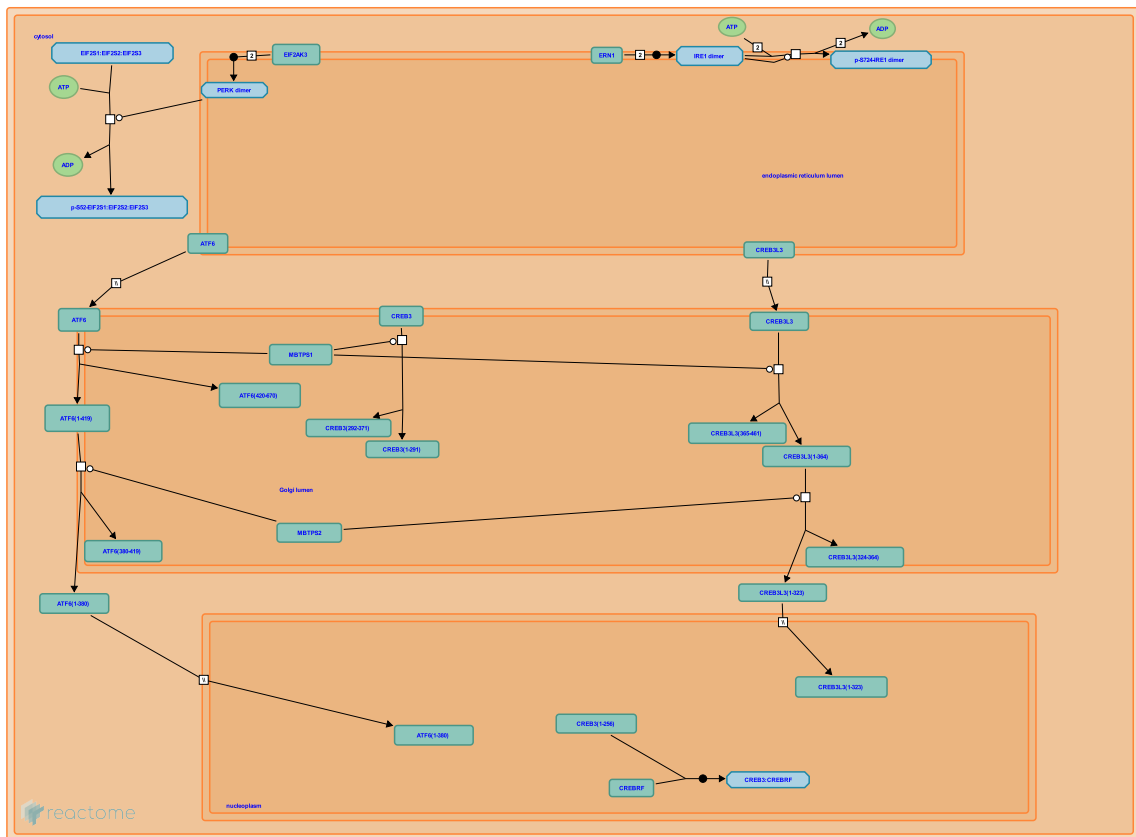 cytosol
EIF2S1:EIF2S2:EIF2S3
ATP
ADP
p-S52-EIF2S1:EIF2S2:EIF2S3
2
EIF2AK3
PERK dimer
ERN1
2
IRE1 dimer
ATP
2
2
ADP
p-S724-IRE1 dimer
endoplasmic reticulum lumen
ATF6
CREB3L3
\\
\\
ATF6
CREB3
CREB3L3
MBTPS1
ATF6(420-670)
ATF6(1-419)
CREB3(292-371)
CREB3(1-291)
CREB3L3(365-461)
CREB3L3(1-364)
Golgi lumen
MBTPS2
ATF6(380-419)
CREB3L3(324-364)
ATF6(1-380)
CREB3L3(1-323)
\\
\\
CREB3L3(1-323)
ATF6(1-380)
CREB3(1-256)
CREBRF
CREB3:CREBRF
nucleoplasm
reactome